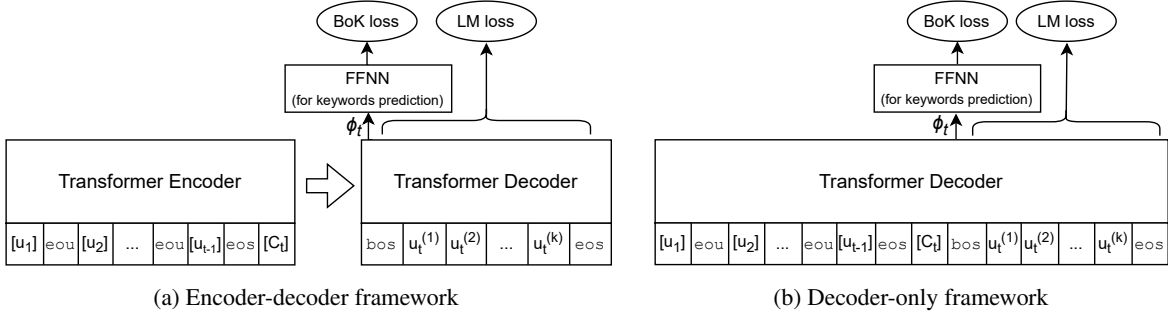 BoK loss
LM loss
FFNN
(for keywords prediction)
ϕt
Transformer Encoder
Transformer Decoder
[u1] eou [u2] ... eou [ut-1] eos [Ct]
bos ut(1) ut(2) ... ut(k) eos
(a) Encoder-decoder framework
BoK loss
LM loss
FFNN
(for keywords prediction)
ϕt
Transformer Decoder
[u1] eou [u2] ... eou [ut-1] eos [Ct] bos ut(1) ut(2) ... ut(k) eos
(b) Decoder-only framework